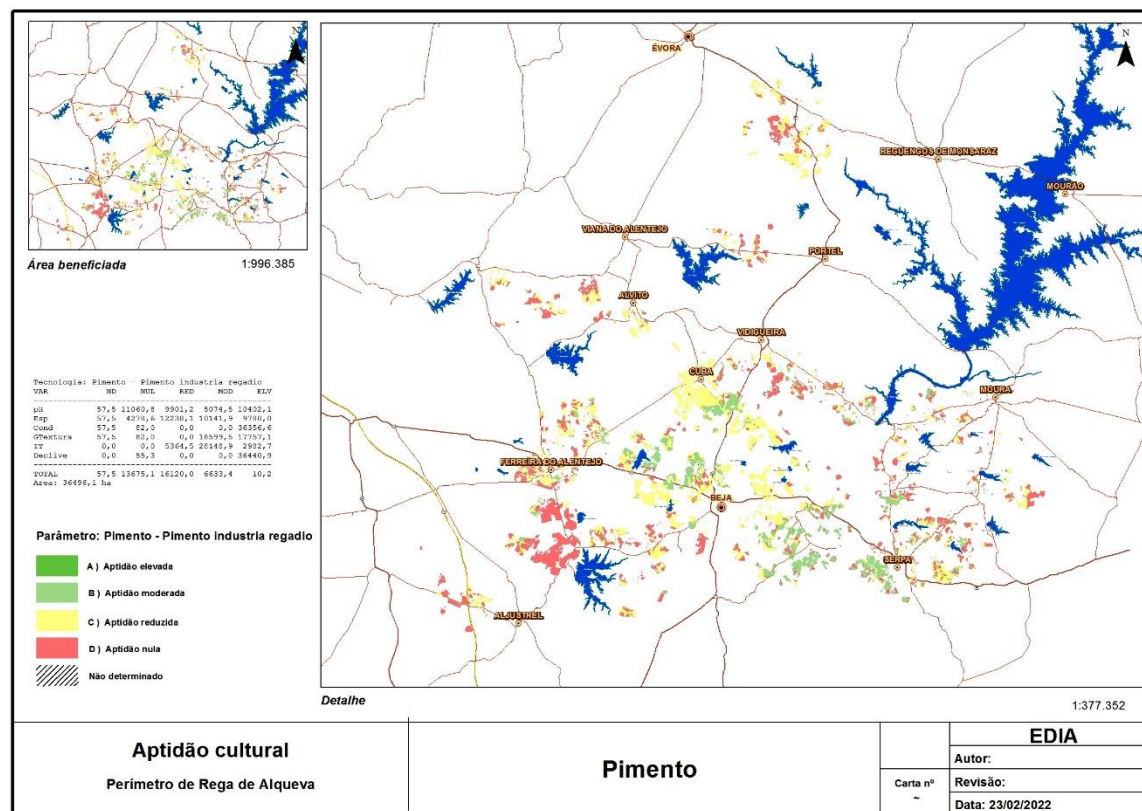 N
Área beneficiada 1:996.385
Tecnologia: Pimento - Pimento industria regadio
VAR ND NUL RED MOD ELV
pH 57,5 11060,8 9901,2 5074,5 10402,1
Esp 57,5 4278,6 12238,1 10141,9 9780,0
Cond 57,5 82,0 0,0 0,0 36356,6
GTextura 57,5 82,0 0,0 18599,5 17757,1
IT 0,0 0,0 5364,5 28148,9 2982,7
Declive 0,0 55,3 0,0 0,0 36440,9
TOTAL 57,5 13675,1 16120,0 6633,4 10,2
Area: 36496,1 ha
Parâmetro: Pimento - Pimento industria regadio
A ) Aptidão elevada
B ) Aptidão moderada
C ) Aptidão reduzida
D ) Aptidão nula
Não determinado
N
ÉVORA
REGUENGOS DE MONSARAZ
MOURÃO
VIANA DO ALENTEJO
PORTEL
ALVITO
VIDIGUEIRA
CUBA
MOURA
FERREIRA DO ALENTEJO
BEJA
SERPA
ALJUSTREL
Detalhe 1:377.352
Aptidão cultural
Perímetro de Rega de Alqueva
Pimento
Carta nº
~
EDIA
Autor:
Revisão:
Data: 23/02/2022